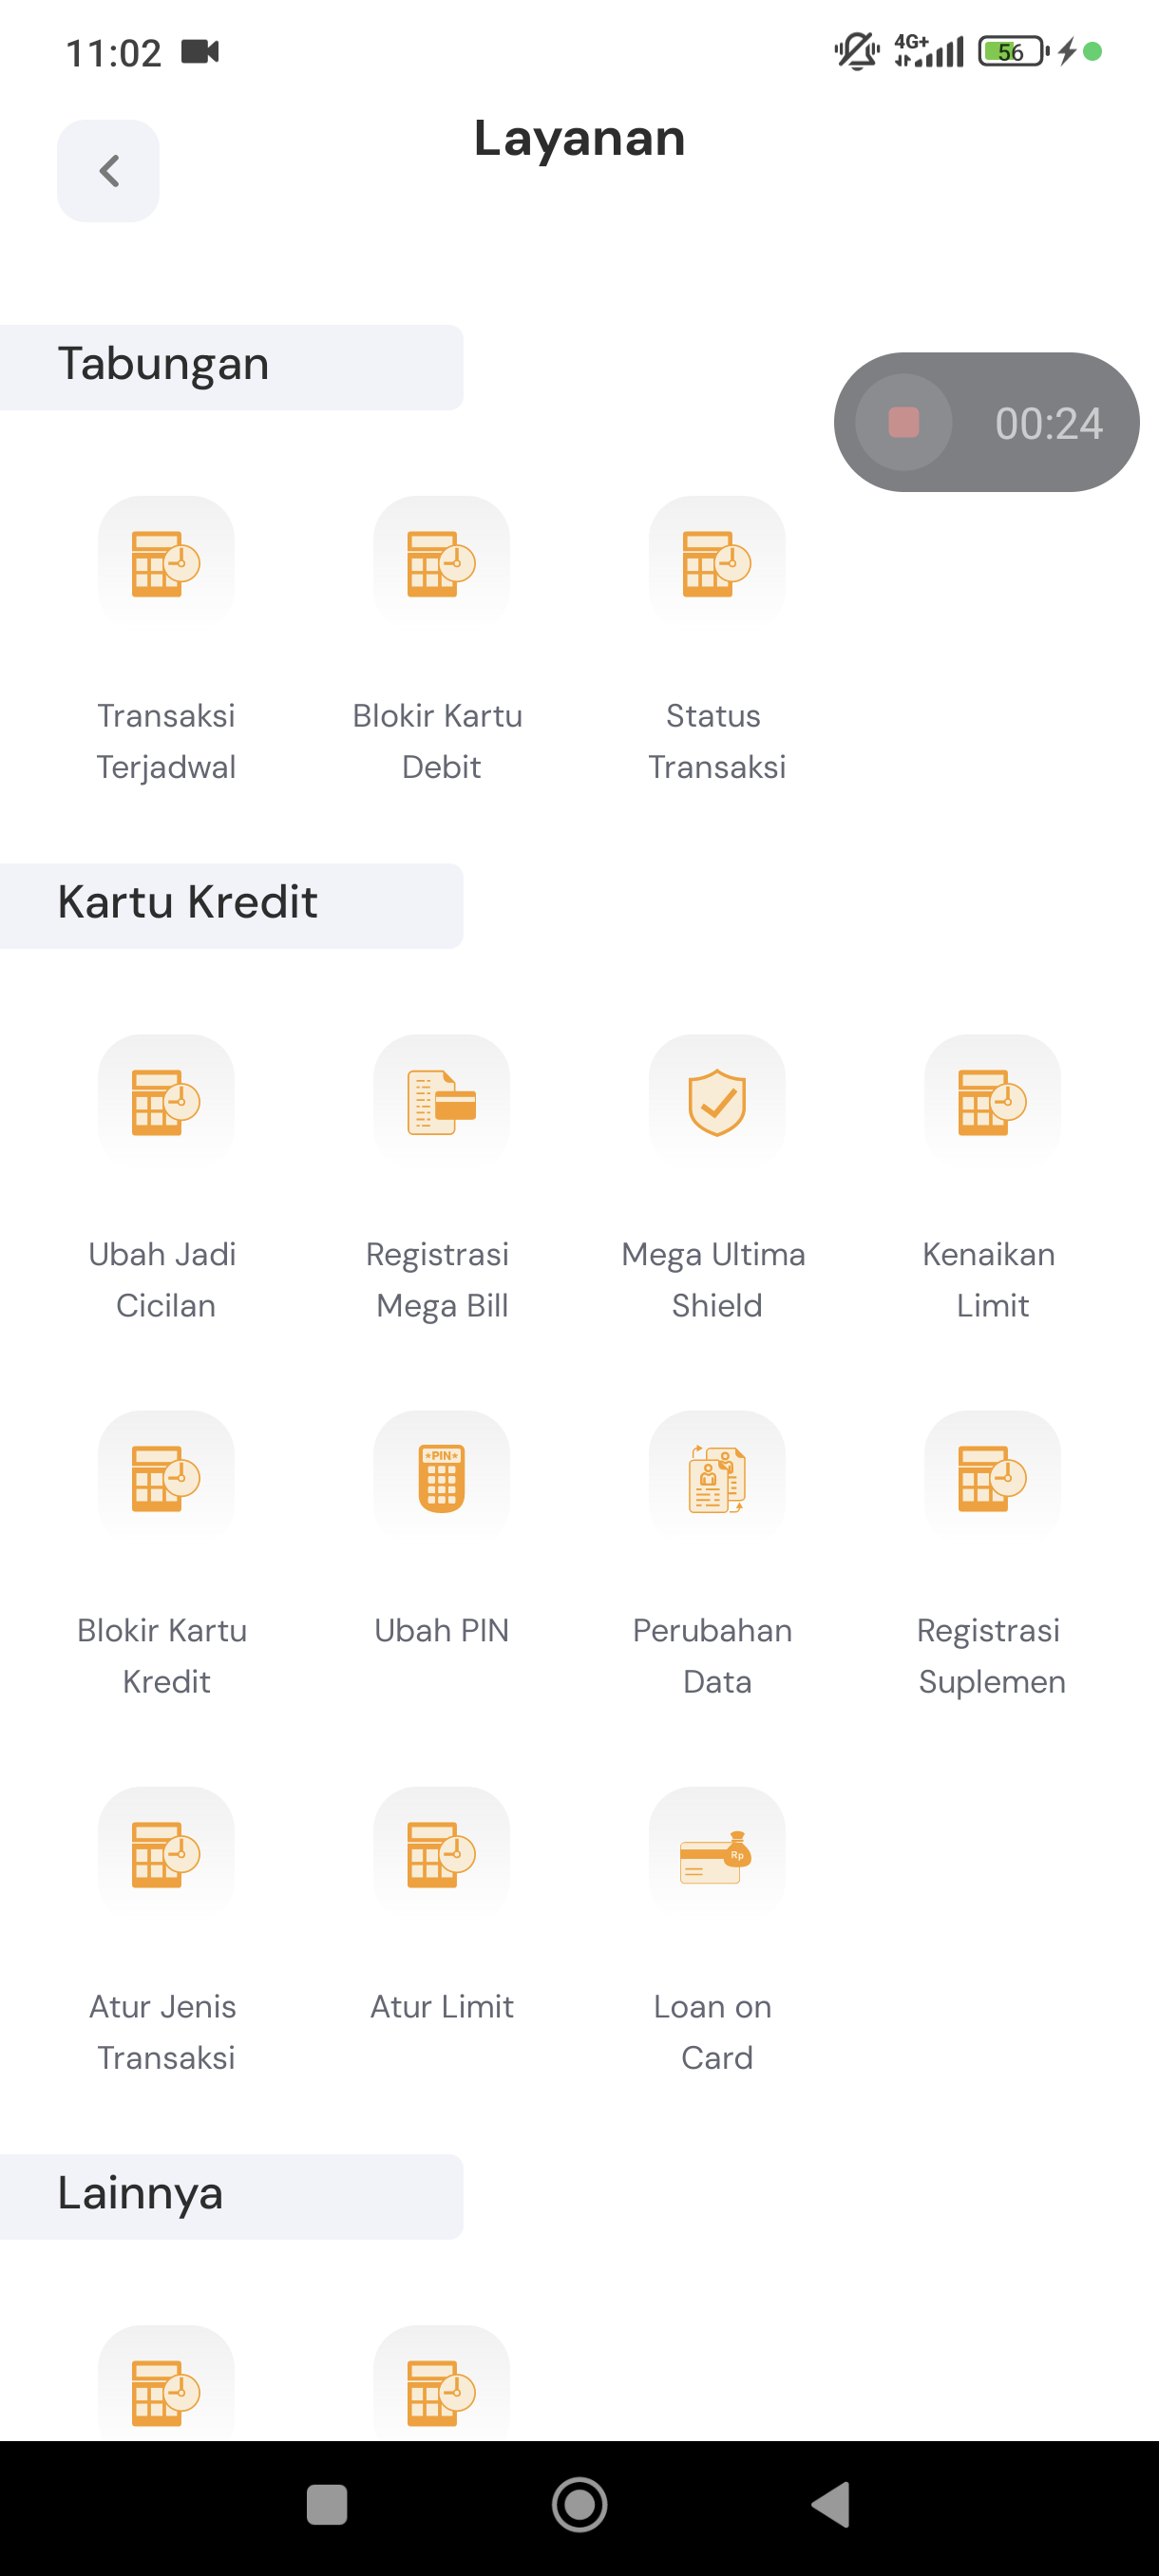 11:02
4G+
56
Layanan
Tabungan
00:24
Transaksi
Terjadwal
Blokir Kartu
Debit
Status
Transaksi
Kartu Kredit
Ubah Jadi
Cicilan
Registrasi
Mega Bill
Mega Ultima
Shield
Kenaikan
Limit
*PIN*
Blokir Kartu
Kredit
Ubah PIN
Perubahan
Data
Registrasi
Suplemen
Rp
Atur Jenis
Transaksi
Atur Limit
Loan on
Card
Lainnya